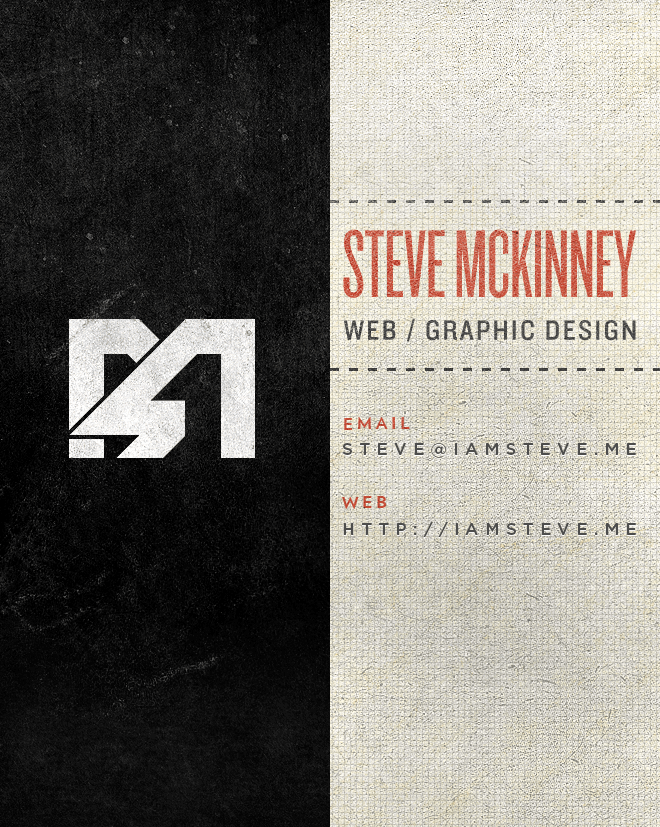 STEVE MCKINNEY
WEB / GRAPHIC DESIGN
EMAIL
STEVE@IAMSTEVE.ME
WEB
HTTP://IAMSTEVE.ME